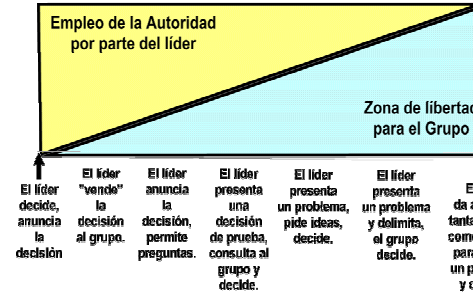 Empleo de la Autoridad
por parte del líder
Zona de libertad
para el Grupo
El líder
decide,
anuncia
la
decisión
El líder
"vende"
la
decisión
al grupo.
El líder
anuncia
la
decisión,
permite
preguntas.
El líder
presenta
una
decisión
de prueba,
consulta al
grupo y
decide.
El líder
presenta
un problema,
pide ideas,
decide.
El líder
presenta
un problema
y delimita,
el grupo
decide.